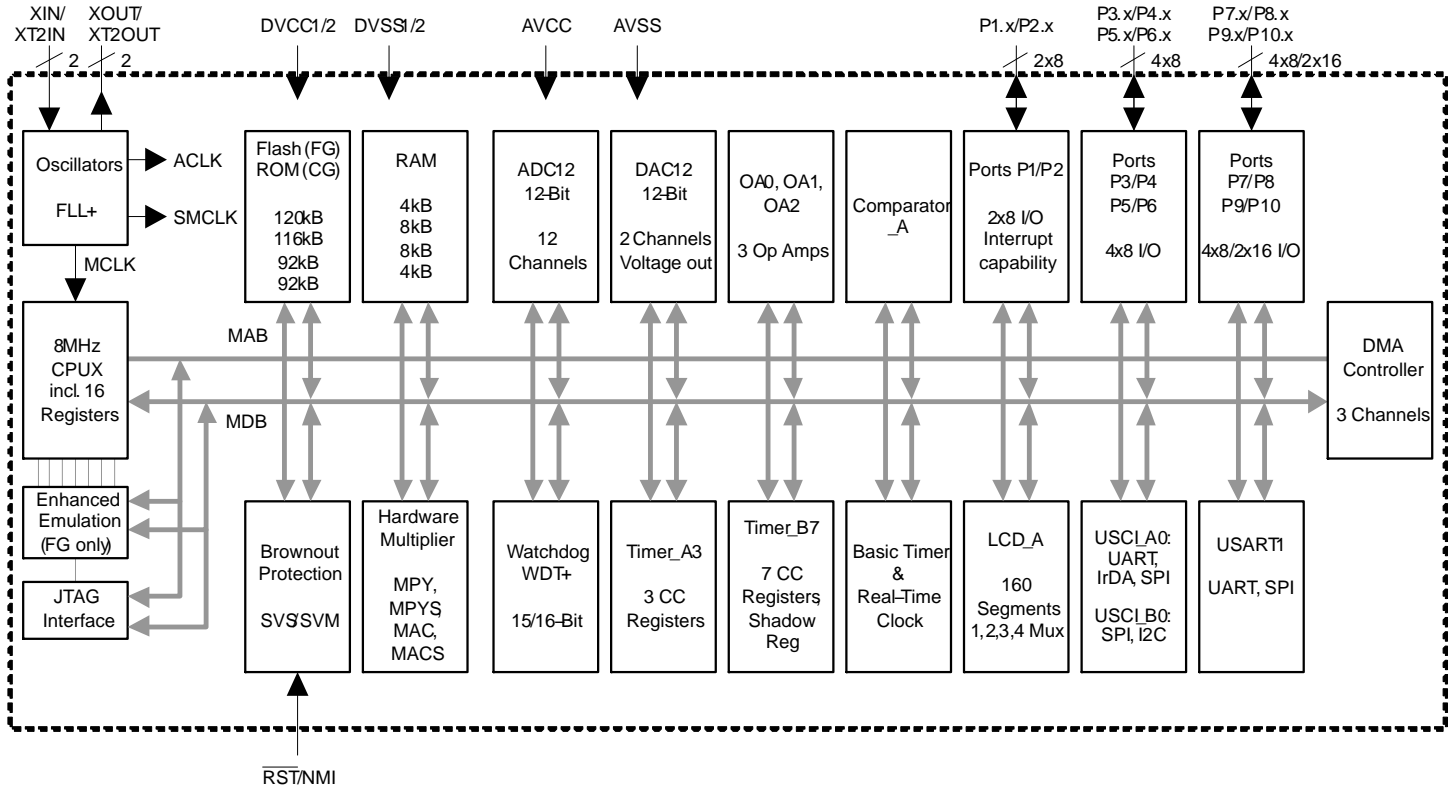 XIN/
XT2IN
XOUT/
XT2OUT
DVCC1/2
DVSS1/2
AVCC
AVSS
P1.x/P2.x
P3.x/P4.x
P5.x/P6.x
P7.x/P8.x
P9.x/P10.x
2
2
2x8
4x8
4x8/2x16
Oscillators
FLL+
ACLK
SMCLK
MCLK
Flash (FG)
ROM (CG)
120kB
116kB
92kB
92kB
RAM
4kB
8kB
8kB
4kB
ADC12
12-Bit
12
Channels
DAC12
12-Bit
2 Channels
Voltage out
OA0, OA1,
OA2
3 Op Amps
Comparator
_A
Ports P1/P2
2x8 I/O
Interrupt
capability
Ports
P3/P4
P5/P6
4x8 I/O
Ports
P7/P8
P9/P10
4x8/2x16 I/O
8MHz
CPUX
incl. 16
Registers
MAB
MDB
DMA
Controller
3 Channels
Enhanced
Emulation
(FG only)
JTAG
Interface
Brownout
Protection
SVS/SVM
Hardware
Multiplier
MPY,
MPYS,
MAC,
MACS
Watchdog
WDT+
15/16-Bit
Timer_A3
3 CC
Registers
Timer_B7
7 CC
Registers,
Shadow
Reg
Basic Timer
&
Real-Time
Clock
LCD_A
160
Segments
1,2,3,4 Mux
USCI_A0:
UART,
IrDA, SPI
USCI_B0:
SPI, I2C
USART1
UART, SPI
RST/NMI